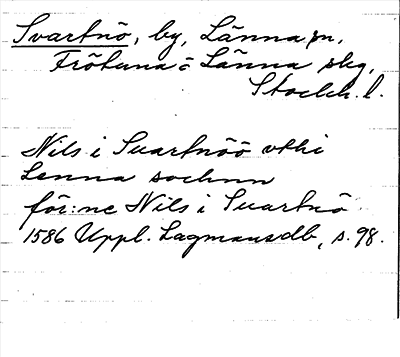 Svartnö, by, Länna sn,
Frötuna o Länna skg,
Stockh. l.
Nils i Suartnöö vthi
Lenna sochnn
för:ne Nils i Suartnö
1586 Uppl. Lagmansdb, s. 98.